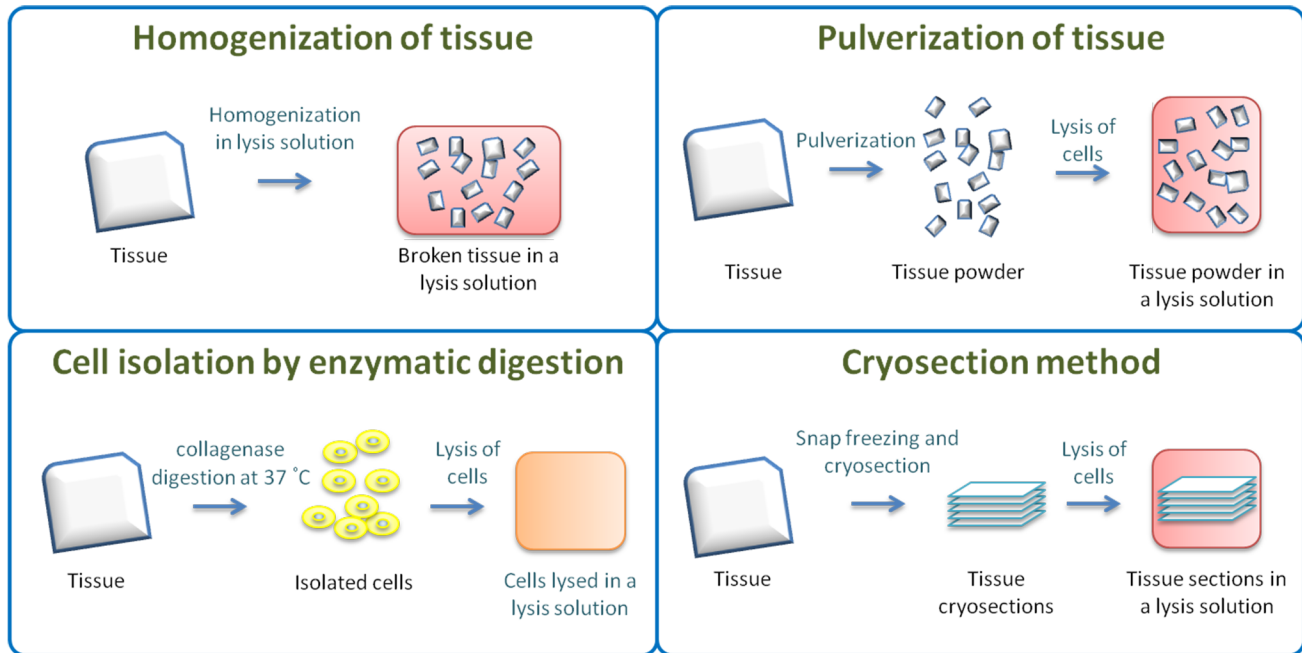 Homogenization of tissue
Homogenization
in lysis solution
Tissue
Broken tissue in a
lysis solution
Pulverization of tissue
Pulverization
Lysis of
cells
Tissue
Tissue powder
Tissue powder in
a lysis solution
Cell isolation by enzymatic digestion
collagenase
digestion at 37 ˚C
Lysis of
cells
Tissue
Isolated cells
Cells lysed in a
lysis solution
Cryosection method
Snap freezing and
cryosection
Lysis of
cells
Tissue
Tissue
cryosections
Tissue sections in
a lysis solution